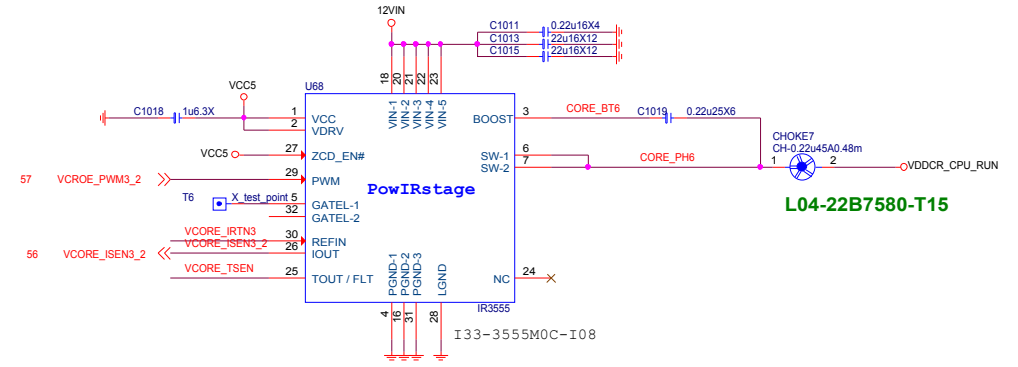 12VIN
C1011 0.22u16X4
C1013 22u16X12
C1015 22u16X12
18 20 21 22 23
VCC5
U68
C1018 1u6.3X
VIN-1 VIN-2 VIN-3 VIN-4 VIN-5
1 VCC
2 VDRV
BOOST 3 CORE_BT6 C1019 0.22u25X6
CHOKE7
CH-0.22u45A0.48m
VCC5 27 ZCD_EN#
SW-1 6
SW-2 7 CORE_PH6 1 2 VDDCR_CPU_RUN
57 VCROE_PWM3_2 29 PWM
PowIRstage
T6 X_test_point 5 GATEL-1
32 GATEL-2
L04-22B7580-T15
VCORE_IRTN3 30 REFIN
VCORE_ISEN3_2 26 IOUT
56 VCORE_ISEN3_2
VCORE_TSEN 25 TOUT / FLT
PGND-1 PGND-2 PGND-3 LGND
NC 24
IR3555
4 16 31 28
I33-3555M0C-I08